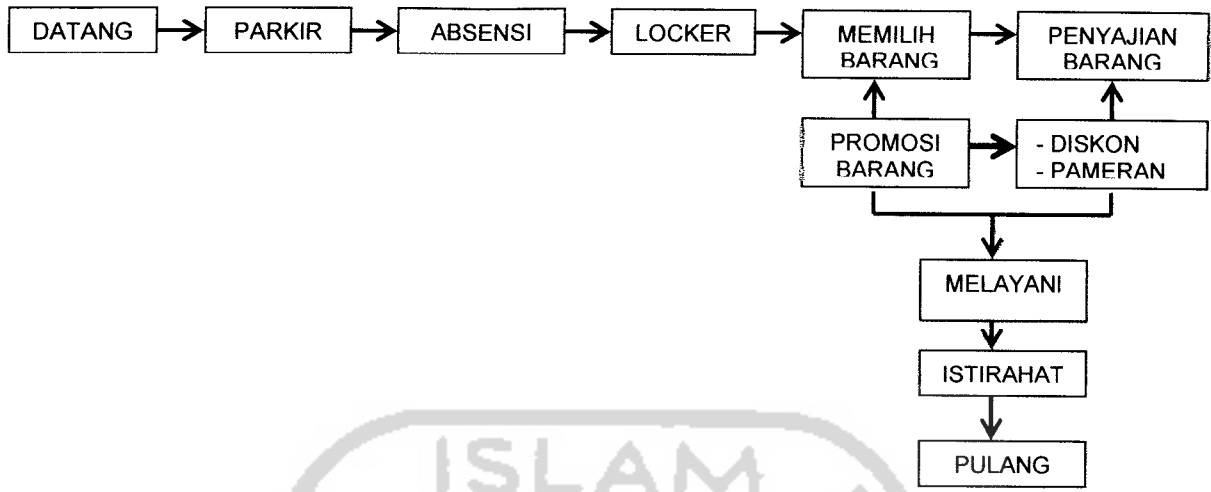 DATANG
PARKIR
ABSENSI
LOCKER
MEMILIH
BARANG
PENYAJIAN
BARANG
PROMOSI
BARANG
- DISKON
- PAMERAN
MELAYANI
ISTIRAHAT
PULANG
ISLAM